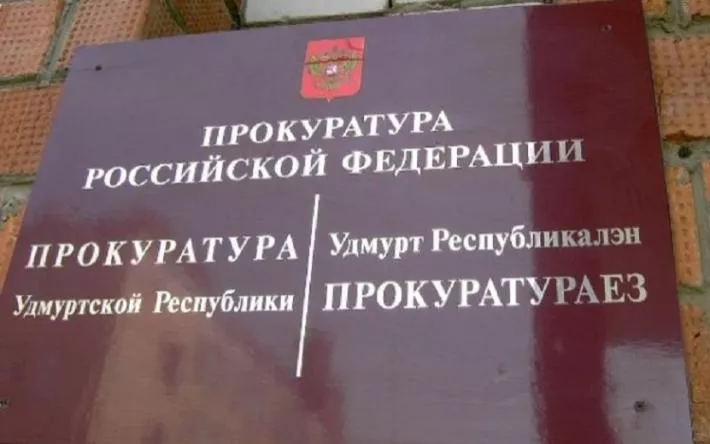 ПРОКУРАТУРА
РОССИЙСКОЙ ФЕДЕРАЦИИ
ПРОКУРАТУРА
Удмуртской Республики
Удмурт Республикалэн
ПРОКУРАТУРАЕЗ